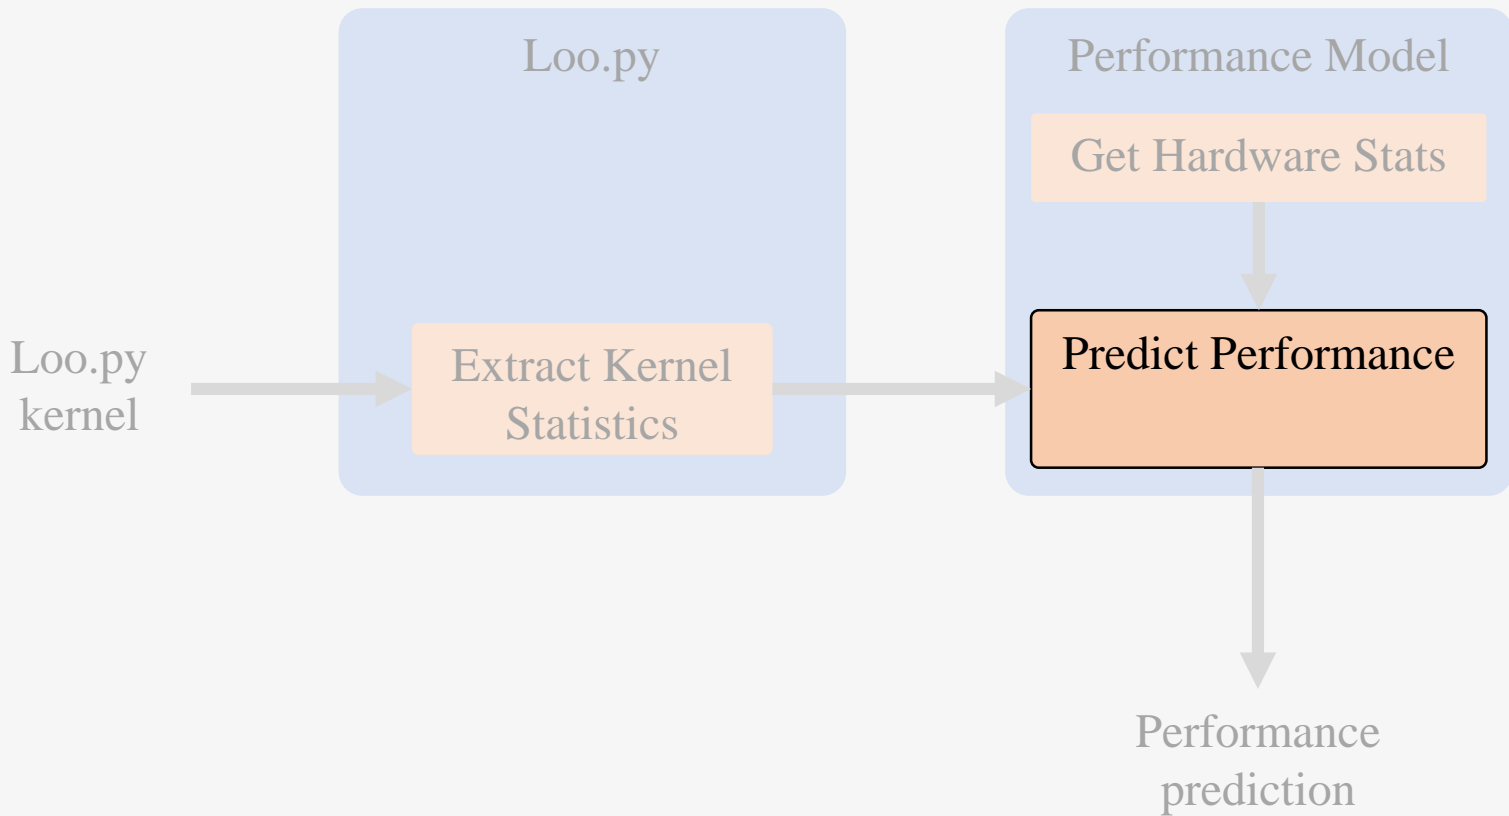 Loo.py
Performance Model
Get Hardware Stats
Loo.py
kernel
Extract Kernel
Statistics
Predict Performance
Performance
prediction